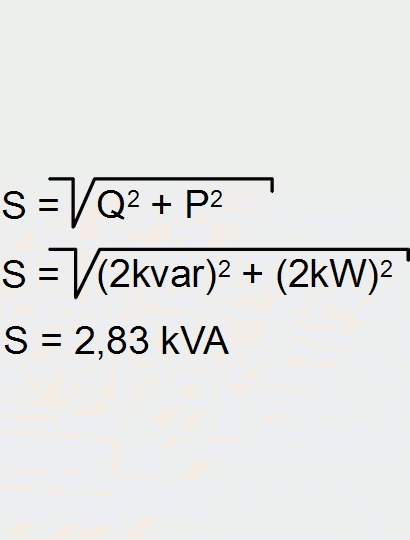 S = √Q² + P²
S = √(2kvar)² + (2kW)²
S = 2,83 kVA